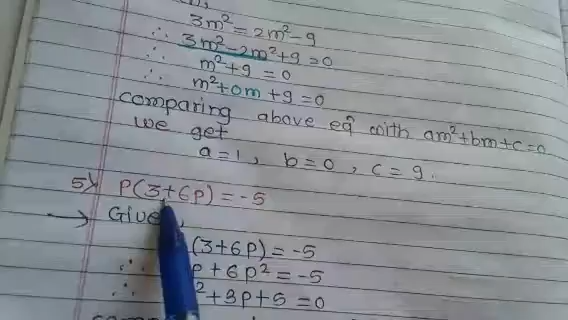 3m² = 2m² - 9
∴ 3m² - 2m² + 9 = 0
∴ m² + 9 = 0
∴ m² + 0m + 9 = 0
comparing above eqⁿ with am² + bm + c = 0
we get
a = 1, b = 0, c = 9.
5) P(3+6P) = -5
→ Give
(3+6P) = -5
∴ P + 6P² = -5
∴ ² + 3P + 5 = 0